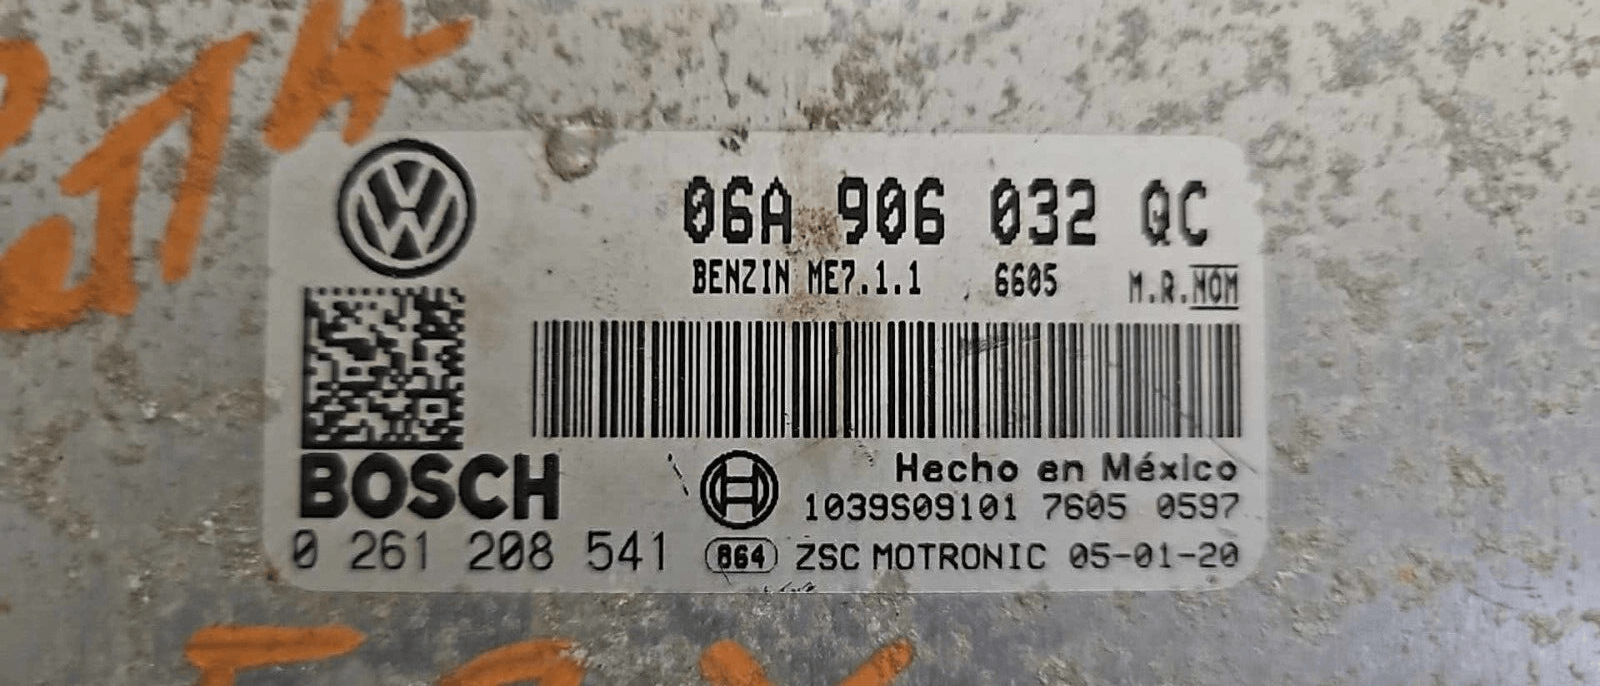 06A 906 032 QC
BENZIN ME7.1.1 6605 M.R.NOM
BOSCH
Hecho en México
1039S09101 7605 0597
0 261 208 541 864 ZSC MOTRONIC 05-01-20